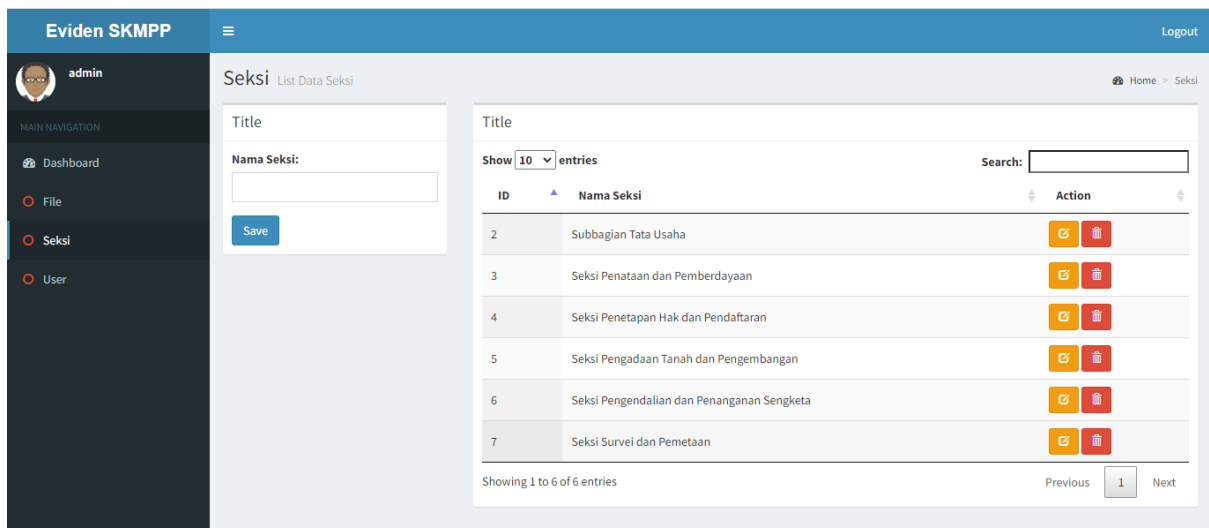 Eviden SKMPP
Logout
admin
Seksi List Data Seksi
Home > Seksi
MAIN NAVIGATION
Dashboard
File
Seksi
User
Title
Nama Seksi:
Save
Title
Show 10 entries
Search:
ID Nama Seksi Action
2 Subbagian Tata Usaha
3 Seksi Penataan dan Pemberdayaan
4 Seksi Penetapan Hak dan Pendaftaran
5 Seksi Pengadaan Tanah dan Pengembangan
6 Seksi Pengendalian dan Penanganan Sengketa
7 Seksi Survei dan Pemetaan
Showing 1 to 6 of 6 entries
Previous 1 Next